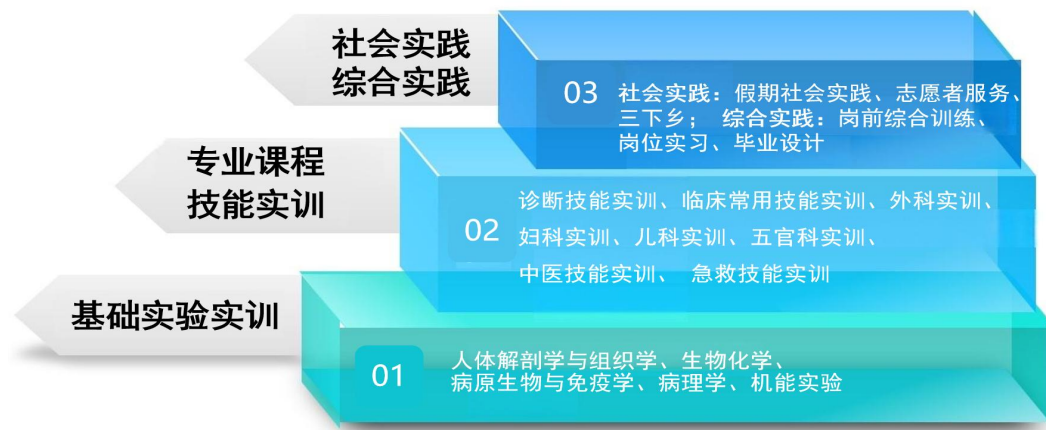 社会实践
综合实践
03
社会实践：假期社会实践、志愿者服务、
三下乡； 综合实践：岗前综合训练、
岗位实习、毕业设计
专业课程
技能实训
02
诊断技能实训、临床常用技能实训、外科实训、
妇科实训、儿科实训、五官科实训、
中医技能实训、 急救技能实训
基础实验实训
01
人体解剖学与组织学、生物化学、
病原生物与免疫学、病理学、机能实验